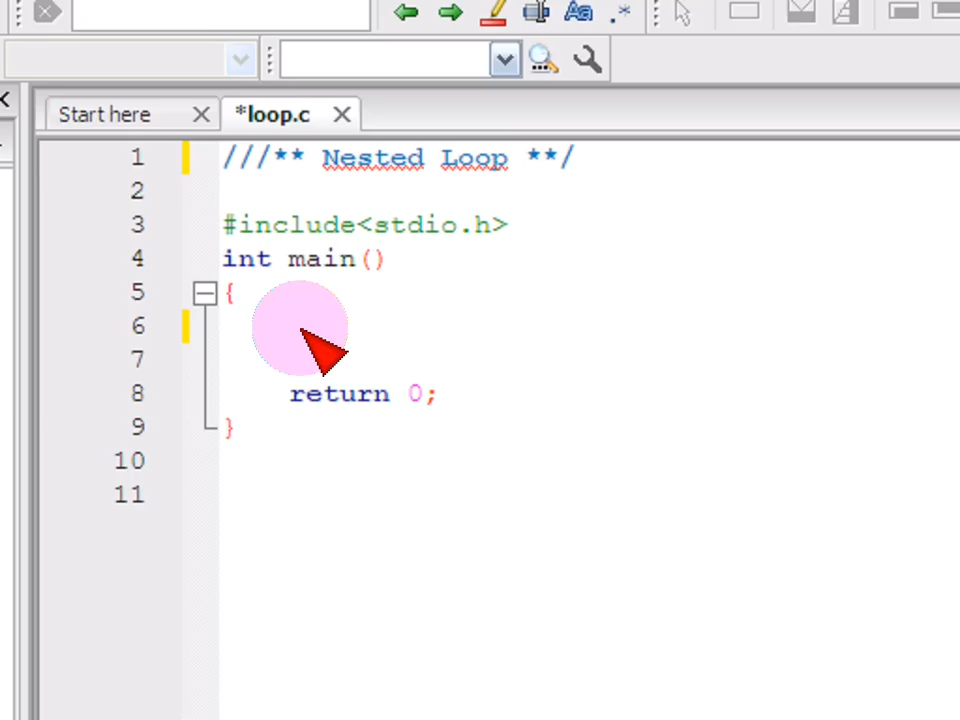 Start here
*loop.c
1 ///** Nested Loop **/
2
3 #include<stdio.h>
4 int main()
5 {
6
7
8 return 0;
9 }
10
11